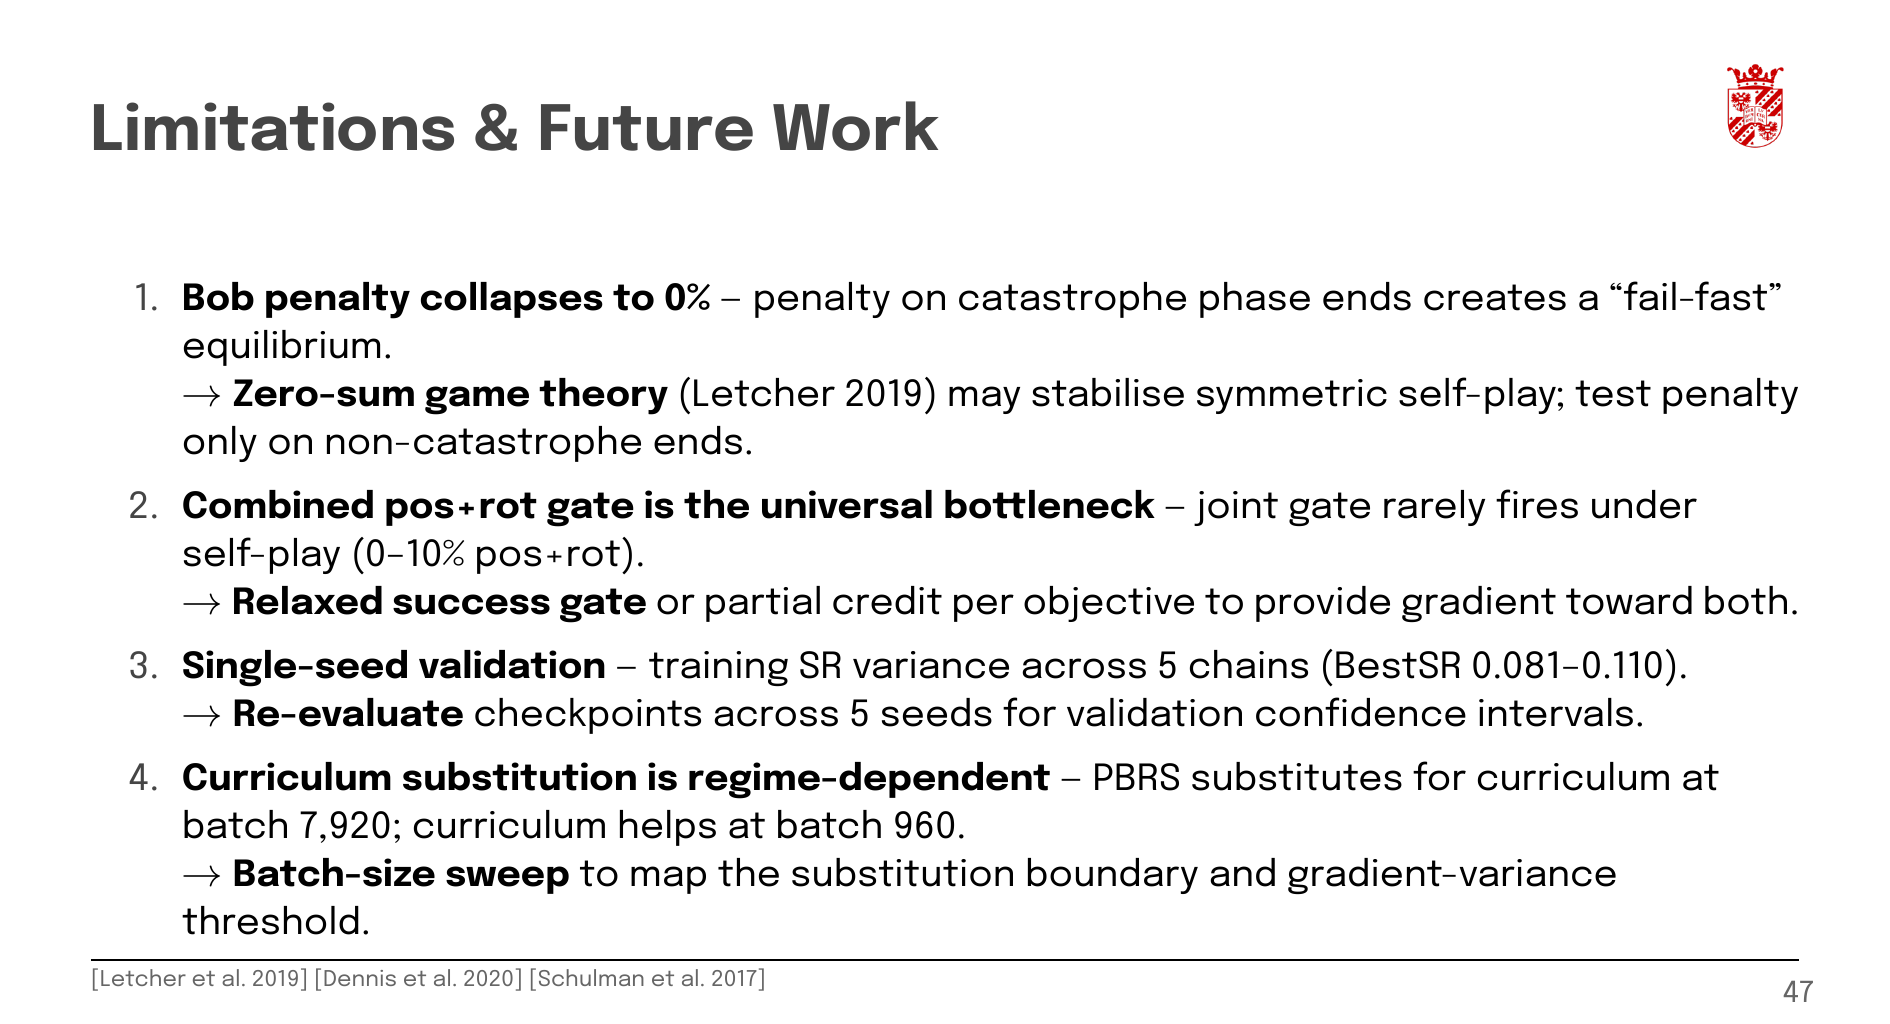 Limitations & Future Work
1. Bob penalty collapses to 0% – penalty on catastrophe phase ends creates a “fail-fast”
equilibrium.
→ Zero-sum game theory (Letcher 2019) may stabilise symmetric self-play; test penalty
only on non-catastrophe ends.
2. Combined pos+rot gate is the universal bottleneck – joint gate rarely fires under
self-play (0–10% pos+rot).
→ Relaxed success gate or partial credit per objective to provide gradient toward both.
3. Single-seed validation – training SR variance across 5 chains (BestSR 0.081–0.110).
→ Re-evaluate checkpoints across 5 seeds for validation confidence intervals.
4. Curriculum substitution is regime-dependent – PBRS substitutes for curriculum at
batch 7,920; curriculum helps at batch 960.
→ Batch-size sweep to map the substitution boundary and gradient-variance
threshold.
[Letcher et al. 2019] [Dennis et al. 2020] [Schulman et al. 2017]
47